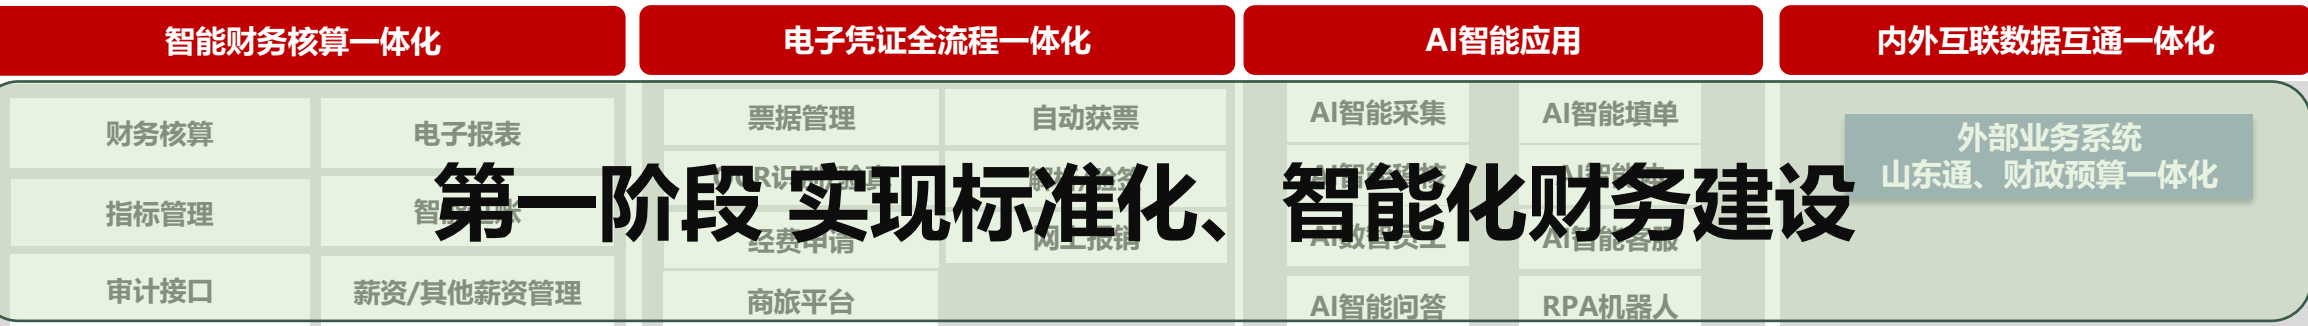 智能财务核算一体化
电子凭证全流程一体化
AI智能应用
内外互联数据互通一体化
财务核算
电子报表
指标管理
审计接口
薪资/其他薪资管理
票据管理
自动获票
经费申请
网上报销
商旅平台
AI智能采集
AI智能填单
AI数智员工
AI智能客服
AI智能问答
RPA机器人
外部业务系统
山东通、财政预算一体化
第一阶段 实现标准化、智能化财务建设